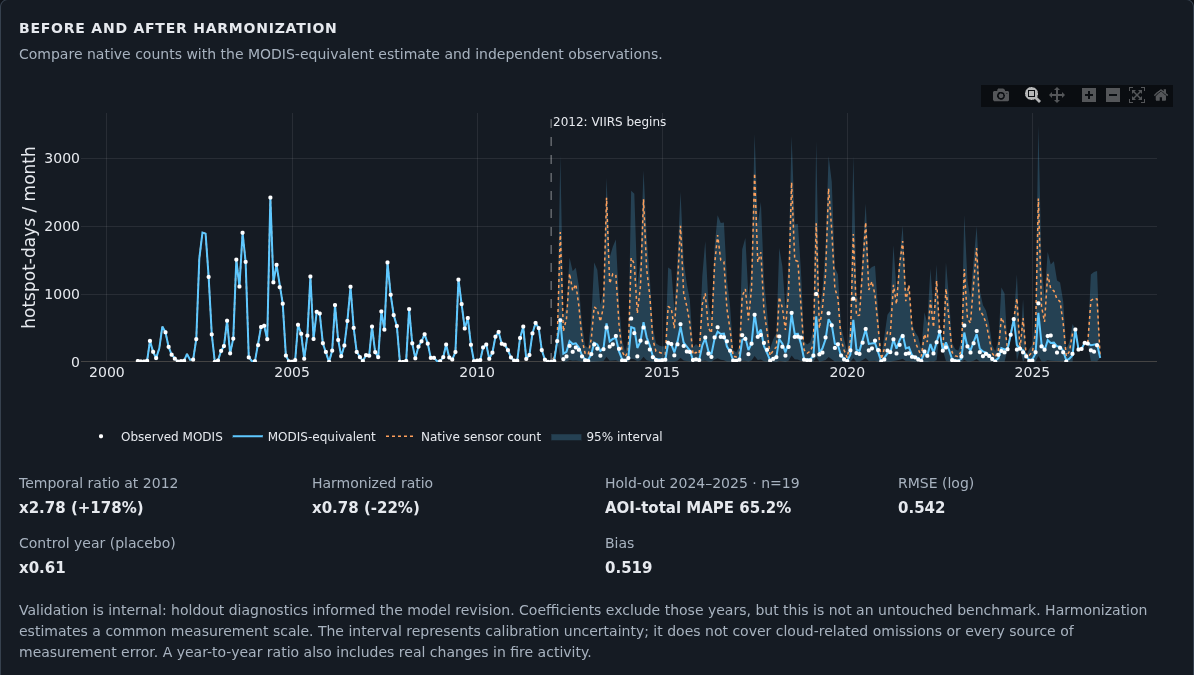 BEFORE AND AFTER HARMONIZATION
Compare native counts with the MODIS-equivalent estimate and independent observations.
2012: VIIRS begins
hotspot-days / month
3000
2000
1000
0
2000
2005
2010
2015
2020
2025
Observed MODIS
MODIS-equivalent
Native sensor count
95% interval
Temporal ratio at 2012
x2.78 (+178%)
Harmonized ratio
x0.78 (-22%)
Hold-out 2024–2025 · n=19
AOI-total MAPE 65.2%
RMSE (log)
0.542
Control year (placebo)
x0.61
Bias
0.519
Validation is internal: holdout diagnostics informed the model revision. Coefficients exclude those years, but this is not an untouched benchmark. Harmonization
estimates a common measurement scale. The interval represents calibration uncertainty; it does not cover cloud-related omissions or every source of
measurement error. A year-to-year ratio also includes real changes in fire activity.